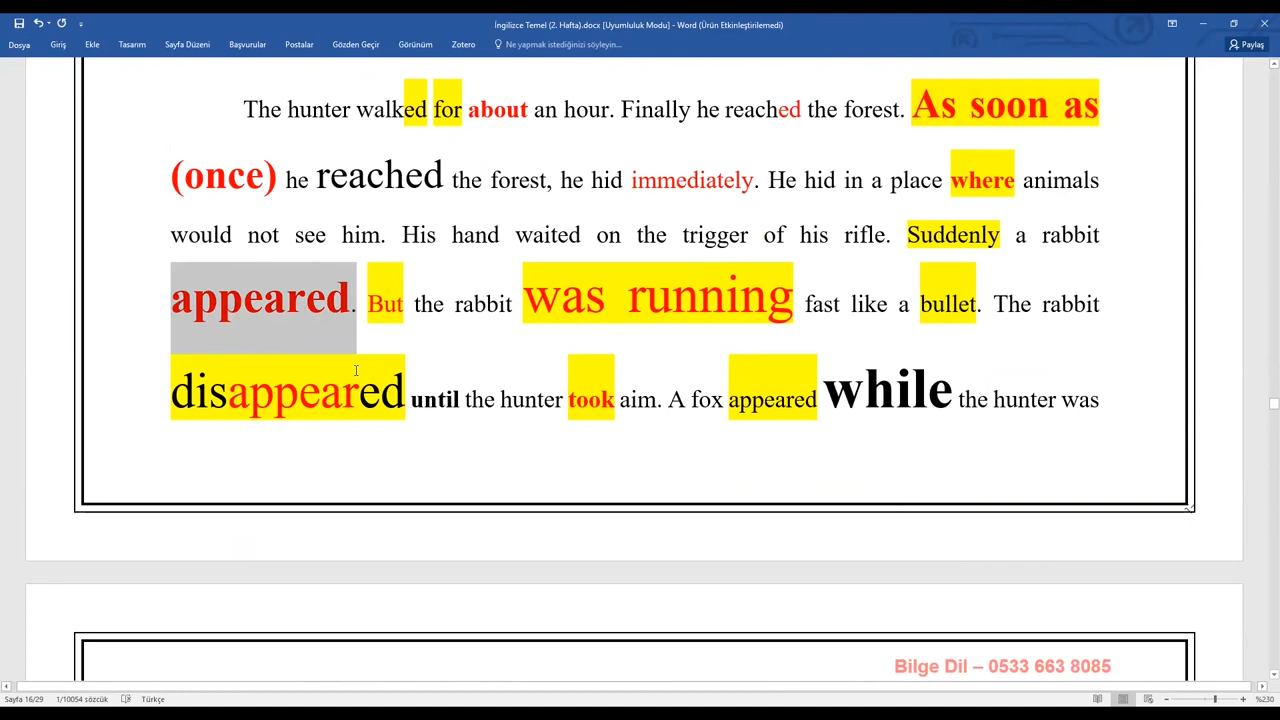 İngilizce Temel (2. Hafta).docx [Uyumluluk Modu] - Word (Ürün Etkinleştirilemedi)
Dosya Giriş Ekle Tasarım Sayfa Düzeni Başvurular Postalar Gözden Geçir Görünüm Zotero Ne yapmak istediğinizi söyleyin... Paylaş
The hunter walked for about an hour. Finally he reached the forest. As soon as
(once) he reached the forest, he hid immediately. He hid in a place where animals
would not see him. His hand waited on the trigger of his rifle. Suddenly a rabbit
appeared. But the rabbit was running fast like a bullet. The rabbit
disappeared until the hunter took aim. A fox appeared while the hunter was
Bilge Dil – 0533 663 8085
Sayfa 16/29 1/10054 sözcük Türkçe %230